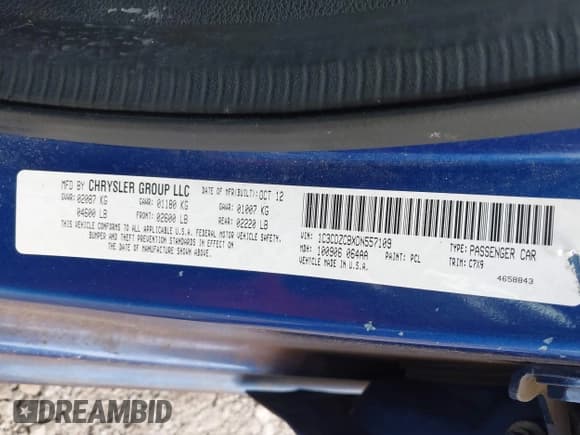 MFD BY CHRYSLER GROUP LLC DATE OF MFR(BUILT):OCT 12
GVWR: 02087 KG GAWR: 01180 KG GAWR: 01007 KG
04600 LB FRONT: 02600 LB REAR: 02220 LB
THIS VEHICLE CONFORMS TO ALL APPLICABLE U.S.A. FEDERAL MOTOR VEHICLE SAFETY,
BUMPER AND THEFT PREVENTION STANDARDS IN EFFECT ON
THE DATE OF MANUFACTURE SHOWN ABOVE.
VIN: 1C3CDZCBXDN557109 TYPE: PASSENGER CAR
MDH: 100906 064AA PAINT: PCL TRIM: C7X9
VEHICLE MADE IN U.S.A. 4658843
DREAMBID